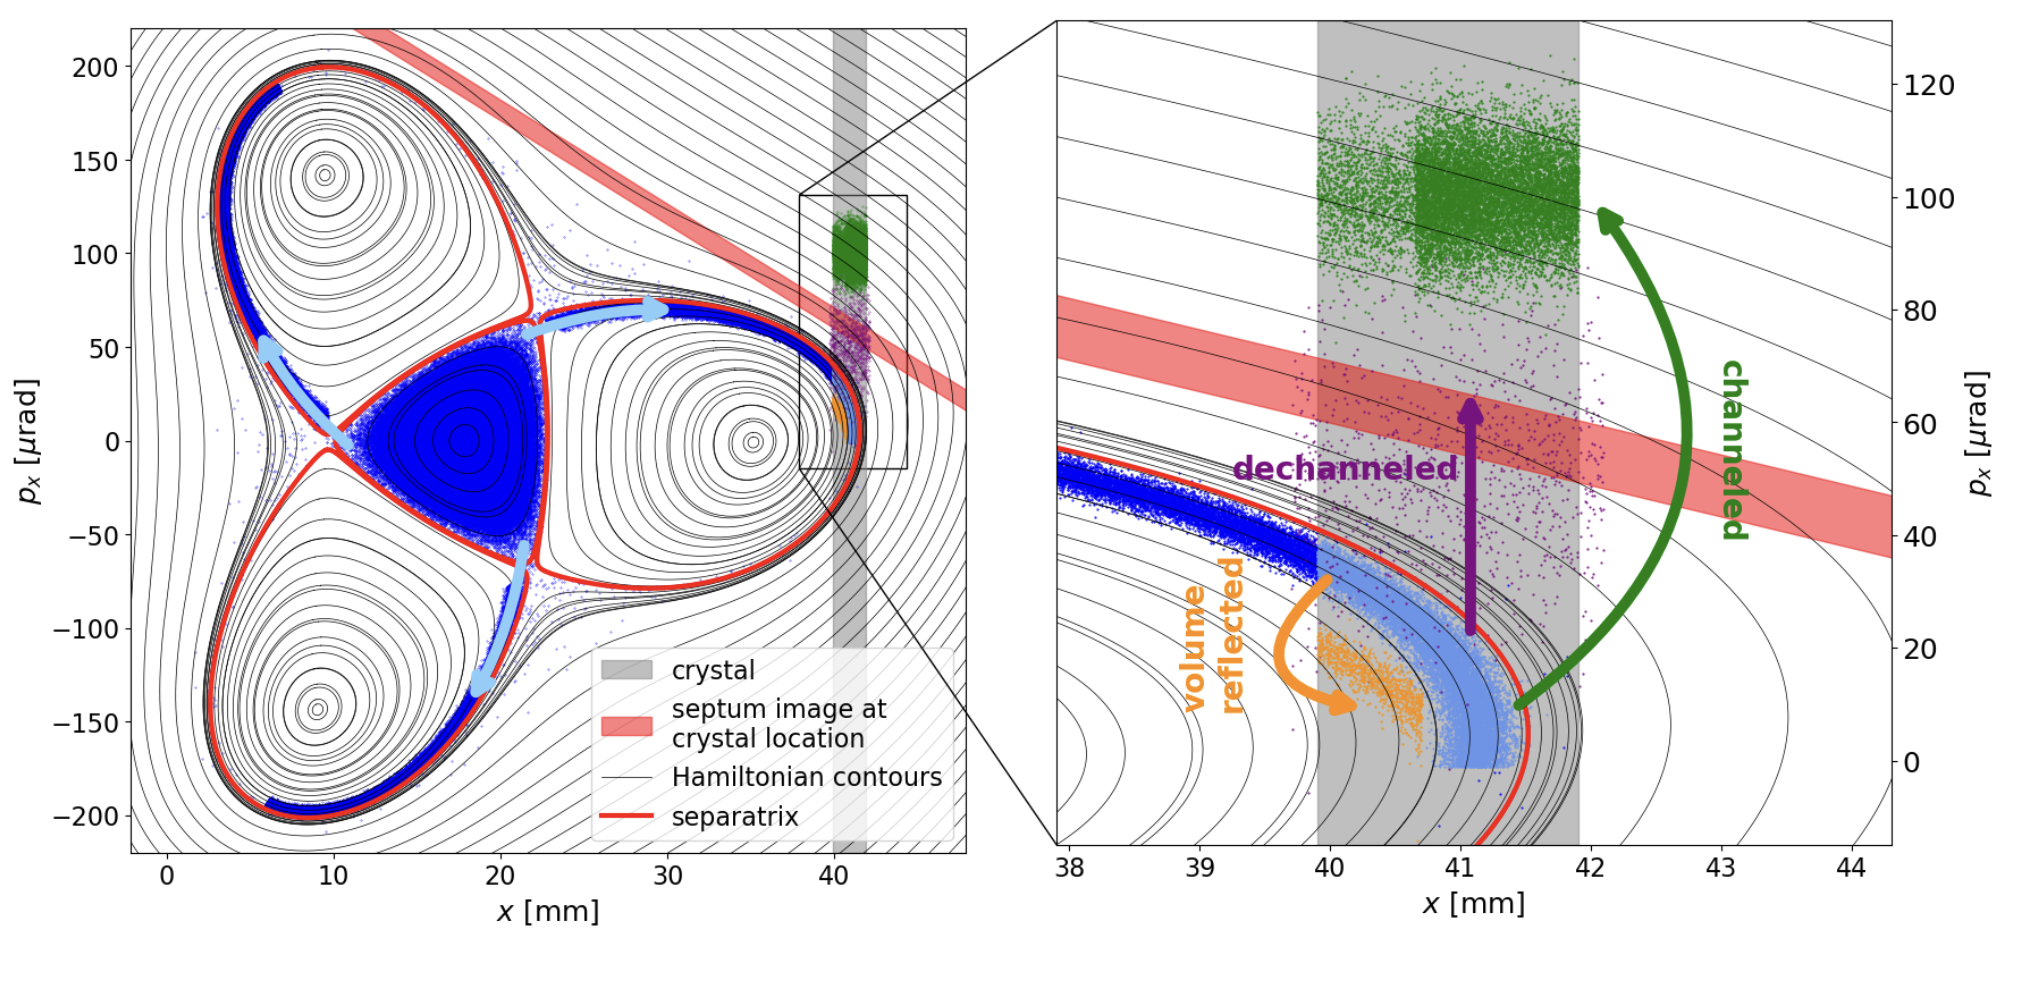 200
150
100
50
0
−50
−100
−150
−200
p_x [μrad]
0
10
20
30
40
x [mm]
crystal
septum image at
crystal location
Hamiltonian contours
separatrix
dechanneled
channeled
volume
reflected
120
100
80
60
40
20
0
p_x [μrad]
38
39
40
41
42
43
44
x [mm]